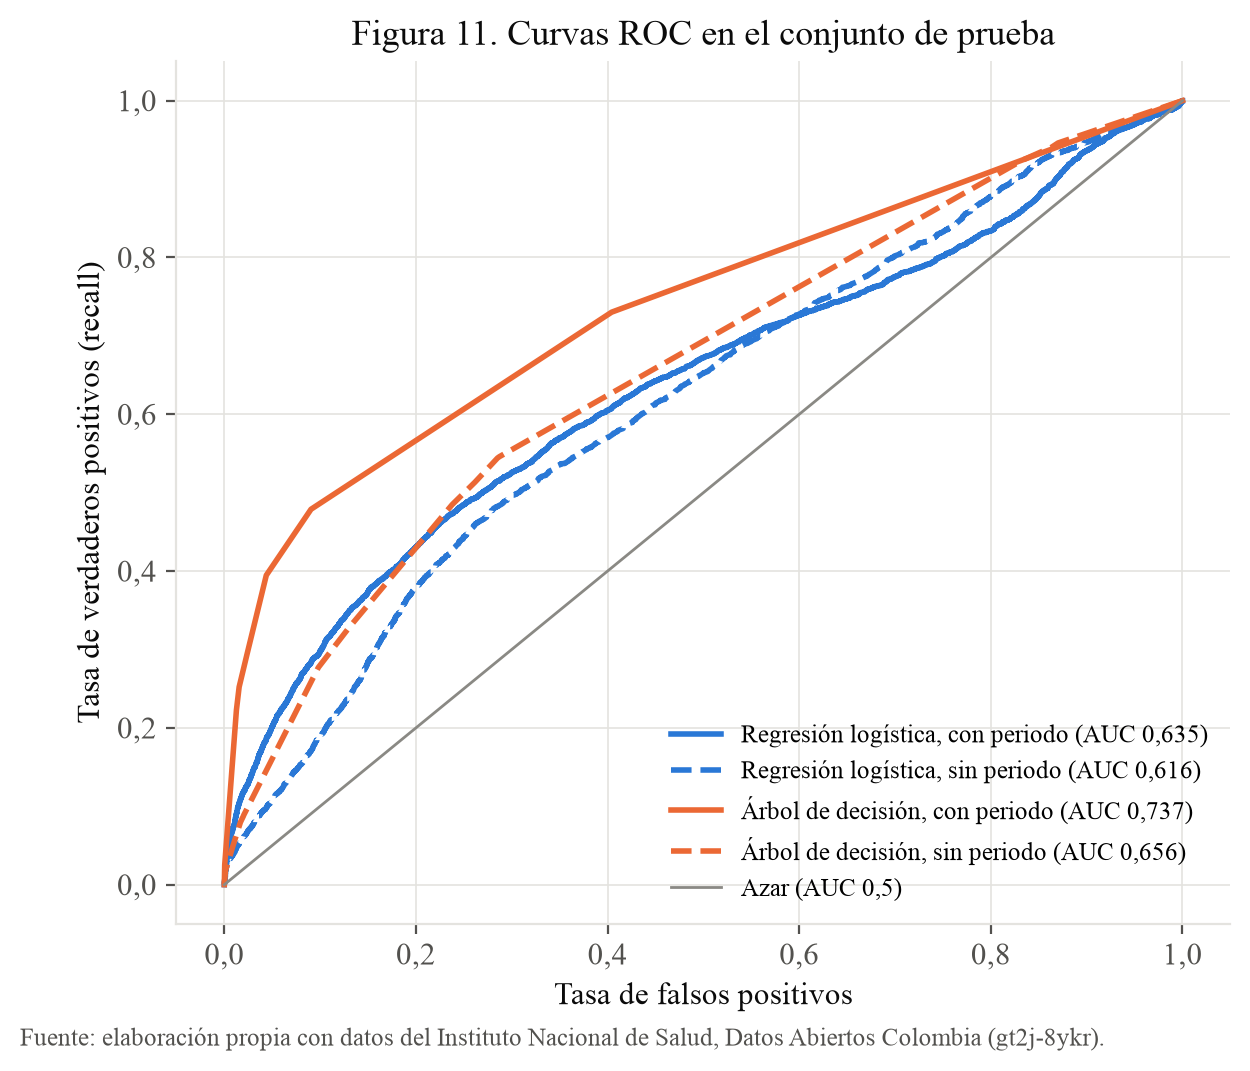 Figura 11. Curvas ROC en el conjunto de prueba
Tasa de verdaderos positivos (recall)
1,0
0,8
0,6
0,4
0,2
0,0
Regresión logística, con periodo (AUC 0,635)
Regresión logística, sin periodo (AUC 0,616)
Árbol de decisión, con periodo (AUC 0,737)
Árbol de decisión, sin periodo (AUC 0,656)
Azar (AUC 0,5)
0,0 0,2 0,4 0,6 0,8 1,0
Tasa de falsos positivos
Fuente: elaboración propia con datos del Instituto Nacional de Salud, Datos Abiertos Colombia (gt2j-8ykr).